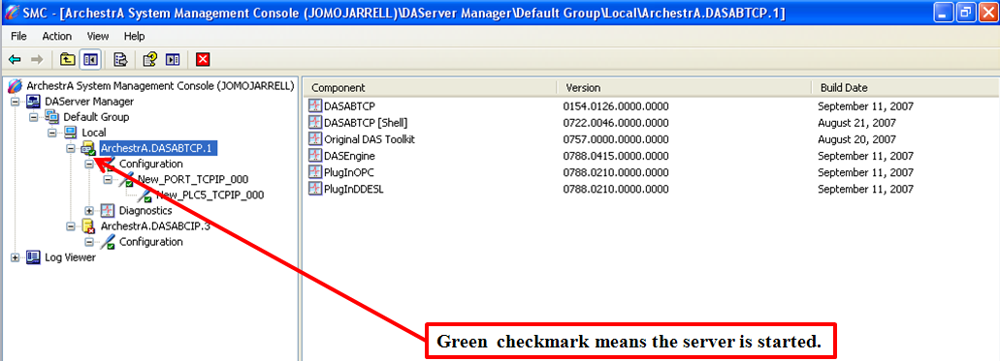 SMC - [ArchestrA System Management Console (JOMOJARRELL)\DAServer Manager\Default Group\Local\ArchestrA.DASABTCP.1]
File Action View Help
ArchestrA System Management Console (JOMOJARRELL)
DAServer Manager
Default Group
Local
ArchestrA.DASABTCP.1
Configuration
New_PORT_TCPIP_000
New_PLC5_TCPIP_000
Diagnostics
ArchestrA.DASABCIP.3
Configuration
Log Viewer
Component Version Build Date
DASABTCP 0154.0126.0000.0000 September 11, 2007
DASABTCP [Shell] 0722.0046.0000.0000 August 21, 2007
Original DAS Toolkit 0757.0000.0000.0000 August 20, 2007
DASEngine 0788.0415.0000.0000 September 11, 2007
PlugInOPC 0788.0210.0000.0000 September 11, 2007
PlugInDDESL 0788.0210.0000.0000 September 11, 2007
Green checkmark means the server is started.